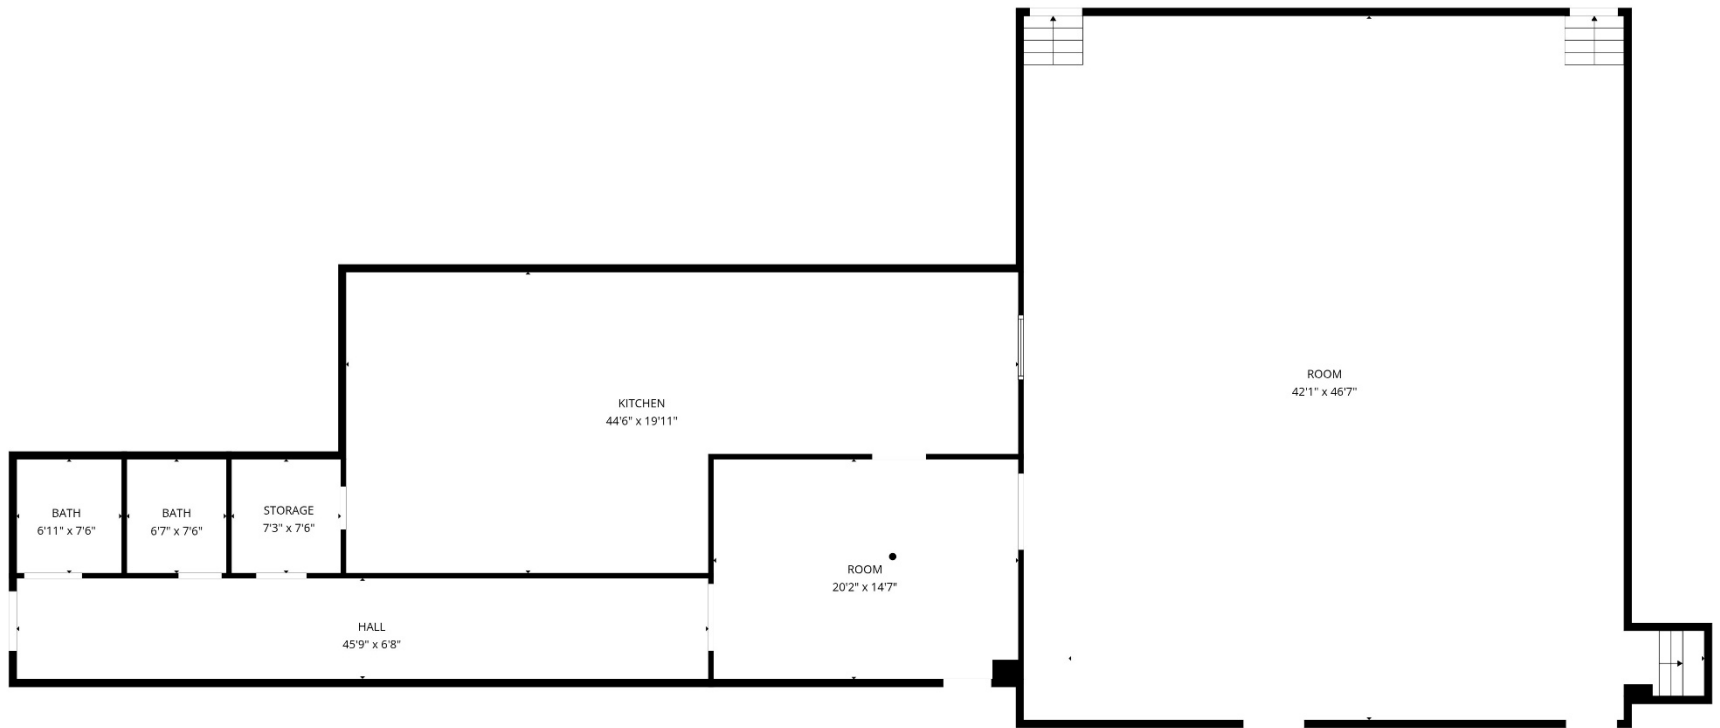 ROOM
42'1" x 46'7"
KITCHEN
44'6" x 19'11"
BATH
6'11" x 7'6"
BATH
6'7" x 7'6"
STORAGE
7'3" x 7'6"
ROOM
20'2" x 14'7"
HALL
45'9" x 6'8"